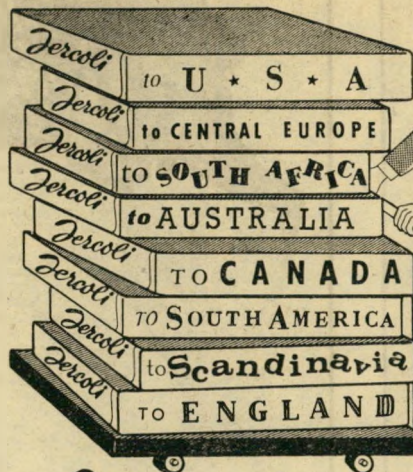 Jercoli to U ★ S ★ A
Jercoli to CENTRAL EUROPE
Jercoli to SOUTH AFRICA
Jercoli to AUSTRALIA
Jercoli TO CANADA
Jercoli TO SOUTH AMERICA
Jercoli to Scandinavia
Jercoli TO ENGLAND